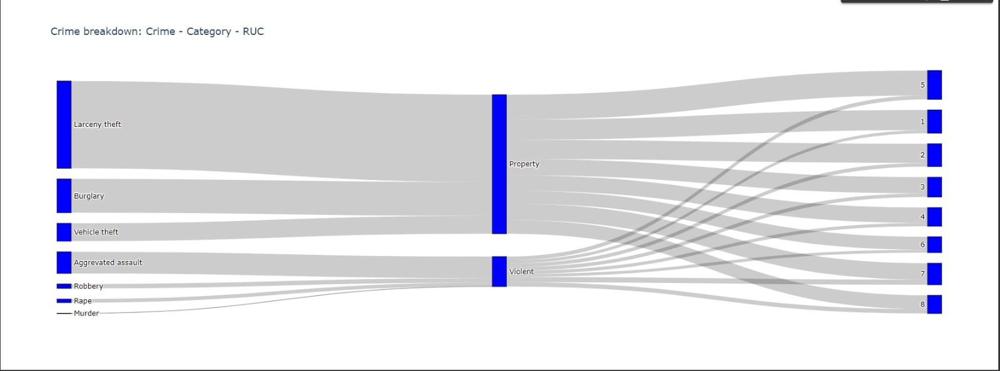 Crime breakdown: Crime - Category - RUC
Larceny theft
Burglary
Vehicle theft
Aggrevated assault
Robbery
Rape
Murder
Property
Violent
5
1
2
3
4
6
7
8